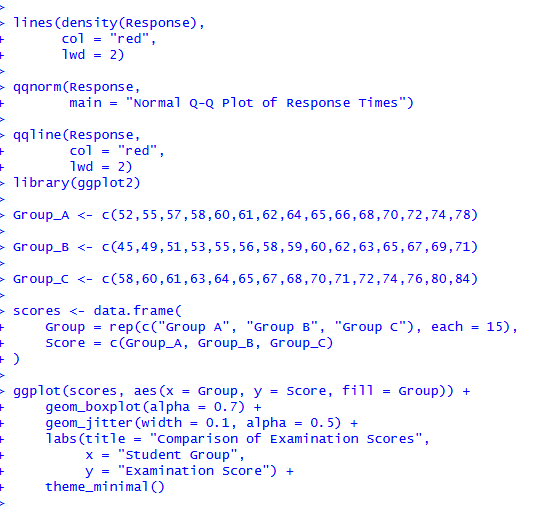 >
> lines(density(Response),
+       col = "red",
+       lwd = 2)
>
> qqnorm(Response,
+        main = "Normal Q-Q Plot of Response Times")
>
> qqline(Response,
+        col = "red",
+        lwd = 2)
> library(ggplot2)
>
> Group_A <- c(52,55,57,58,60,61,62,64,65,66,68,70,72,74,78)
>
> Group_B <- c(45,49,51,53,55,56,58,59,60,62,63,65,67,69,71)
>
> Group_C <- c(58,60,61,63,64,65,67,68,70,71,72,74,76,80,84)
>
> scores <- data.frame(
+     Group = rep(c("Group A", "Group B", "Group C"), each = 15),
+     Score = c(Group_A, Group_B, Group_C)
+ )
>
> ggplot(scores, aes(x = Group, y = Score, fill = Group)) +
+     geom_boxplot(alpha = 0.7) +
+     geom_jitter(width = 0.1, alpha = 0.5) +
+     labs(title = "Comparison of Examination Scores",
+          x = "Student Group",
+          y = "Examination Score") +
+     theme_minimal()
>